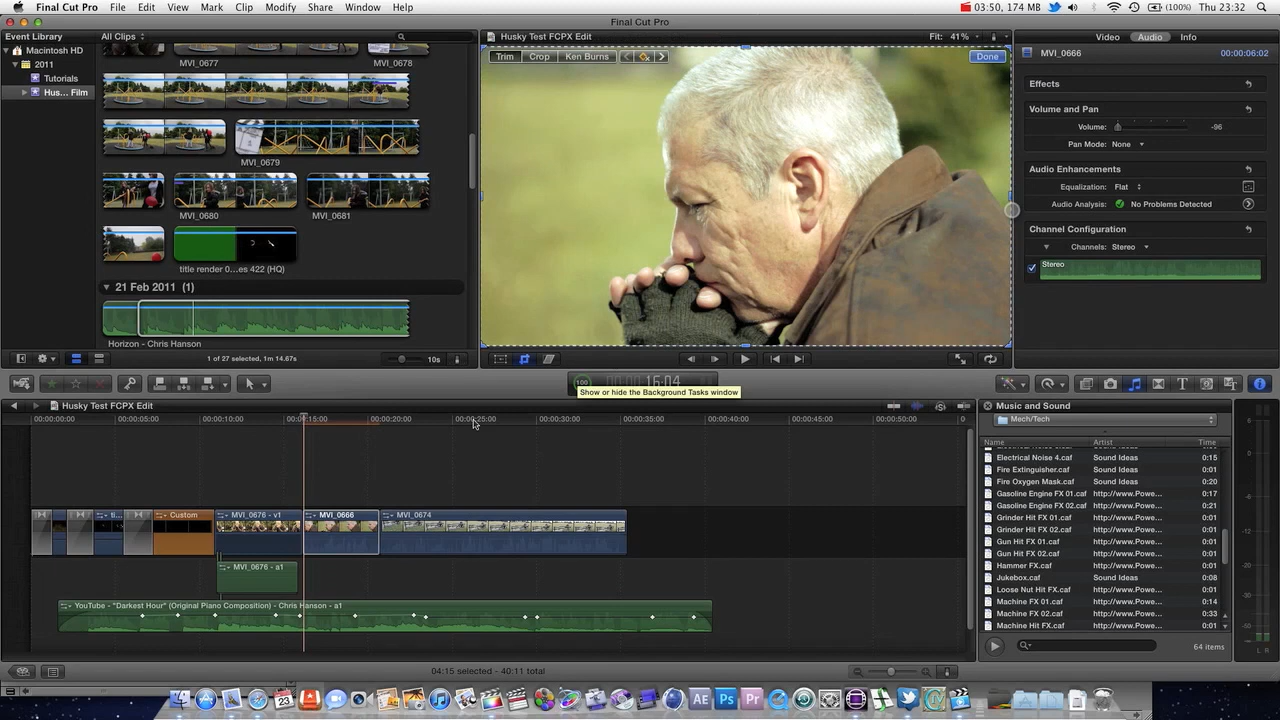 Final Cut Pro File Edit View Mark Clip Modify Share Window Help 03:50, 174 MB 2 (100%) Thu 23:32
Final Cut Pro
Event Library All Clips
Husky Test FCPX Edit Fit: 41% Video Audio Info
Macintosh HD
2011
Tutorials
Hus... Film
MVI_0677 MVI_0678
MVI_0679
MVI_0680 MVI_0681
title render 0...es 422 (HQ)
21 Feb 2011 (1)
Horizon - Chris Hanson
1 of 27 selected, 1m 14.67s 10s
Trim Crop Ken Burns Done
MVI_0666 00:00:06:02
Effects
Volume and Pan
Volume: -96
Pan Mode: None
Audio Enhancements
Equalization: Flat
Audio Analysis: No Problems Detected
Channel Configuration
Channels: Stereo
Stereo
100 16:04
Show or hide the Background Tasks window
Husky Test FCPX Edit
00:00:00:00 00:00:05:00 00:00:10:00 00:00:15:00 00:00:20:00 00:00:25:00 00:00:30:00 00:00:35:00 00:00:40:00 00:00:45:00 00:00:50:00 0
ti... Custom MVI_0676 - v1 MVI_0666 MVI_0674
MVI_0676 - a1
YouTube - "Darkest Hour" (Original Piano Composition) - Chris Hanson - a1
04:15 selected - 40:11 total
Music and Sound
Mech/Tech
Name Artist Time
Electrical Noise 4.caf Sound Ideas 0:15
Fire Extinguisher.caf Sound Ideas 0:01
Fire Oxygen Mask.caf Sound Ideas 0:20
Gasoline Engine FX 01.caf http://www.Powe... 0:17
Gasoline Engine FX 02.caf http://www.Powe... 0:21
Grinder Hit FX 01.caf http://www.Powe... 0:01
Grinder Hit FX 02.caf http://www.Powe... 0:01
Gun Hit FX 01.caf http://www.Powe... 0:01
Gun Hit FX 02.caf http://www.Powe... 0:01
Hammer FX.caf http://www.Powe... 0:01
Jukebox.caf Sound Ideas 0:08
Loose Nut Hit FX.caf http://www.Powe... 0:01
Machine FX 01.caf http://www.Powe... 0:14
Machine FX 02.caf http://www.Powe... 0:33
Machine Hit FX.caf http://www.Powe... 0:01
64 items
6
0
L R
23 AE Ps Pr